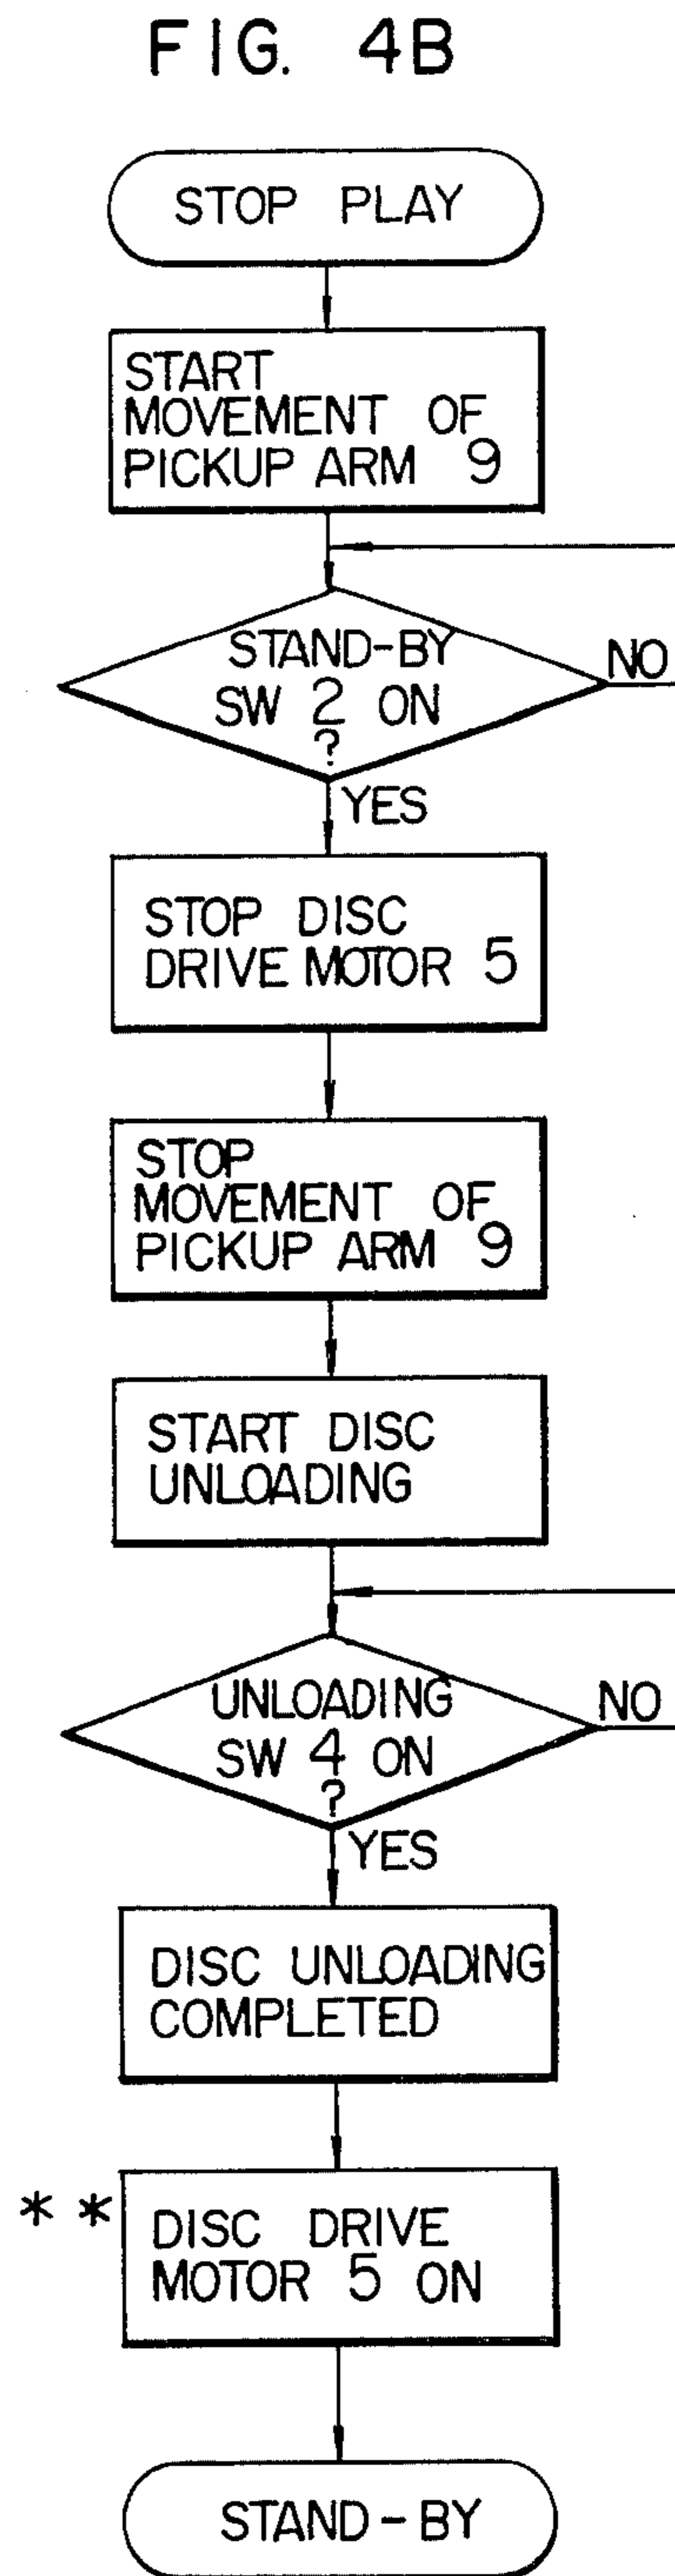 FIG. 4B
STOP PLAY
START
MOVEMENT OF
PICKUP ARM 9
STAND-BY
SW 2 ON
?
NO
YES
STOP DISC
DRIVE MOTOR 5
STOP
MOVEMENT OF
PICKUP ARM 9
START DISC
UNLOADING
UNLOADING
SW 4 ON
?
NO
YES
DISC UNLOADING
COMPLETED
* *
DISC DRIVE
MOTOR 5 ON
STAND-BY